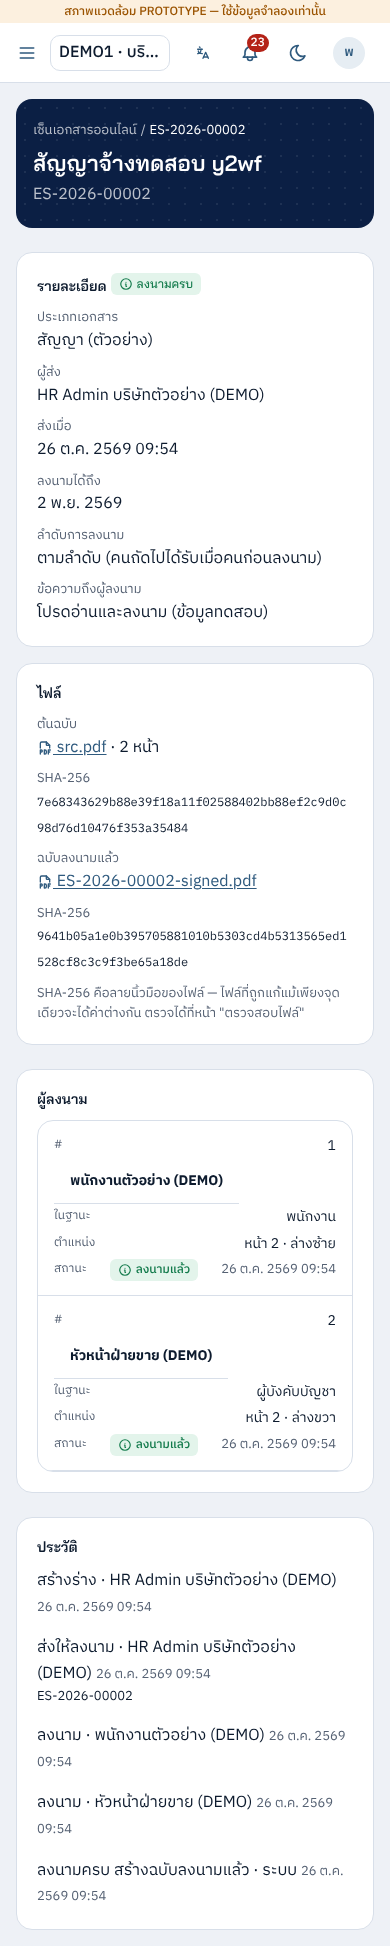 สภาพแวดล้อม PROTOTYPE — ใช้ข้อมูลจำลองเท่านั้น
DEMO1 · บริ...
23
พ
เซ็นเอกสารออนไลน์ / ES-2026-00002
สัญญาจ้างทดสอบ y2wf
ES-2026-00002
รายละเอียด ลงนามครบ
ประเภทเอกสาร
สัญญา (ตัวอย่าง)
ผู้ส่ง
HR Admin บริษัทตัวอย่าง (DEMO)
ส่งเมื่อ
26 ต.ค. 2569 09:54
ลงนามได้ถึง
2 พ.ย. 2569
ลำดับการลงนาม
ตามลำดับ (คนถัดไปได้รับเมื่อคนก่อนลงนาม)
ข้อความถึงผู้ลงนาม
โปรดอ่านและลงนาม (ข้อมูลทดสอบ)
ไฟล์
ต้นฉบับ
src.pdf · 2 หน้า
SHA-256
7e68343629b88e39f18a11f02588402bb88ef2c9d0c
98d76d10476f353a35484
ฉบับลงนามแล้ว
ES-2026-00002-signed.pdf
SHA-256
9641b05a1e0b395705881010b5303cd4b5313565ed1
528cf8c3c9f3be65a18de
SHA-256 คือลายนิ้วมือของไฟล์ — ไฟล์ที่ถูกแก้แม้เพียงจุด
เดียวจะได้ค่าต่างกัน ตรวจได้ที่หน้า "ตรวจสอบไฟล์"
ผู้ลงนาม
# 1
พนักงานตัวอย่าง (DEMO)
ในฐานะ พนักงาน
ตำแหน่ง หน้า 2 · ล่างซ้าย
สถานะ ลงนามแล้ว 26 ต.ค. 2569 09:54
# 2
หัวหน้าฝ่ายขาย (DEMO)
ในฐานะ ผู้บังคับบัญชา
ตำแหน่ง หน้า 2 · ล่างขวา
สถานะ ลงนามแล้ว 26 ต.ค. 2569 09:54
ประวัติ
สร้างร่าง · HR Admin บริษัทตัวอย่าง (DEMO)
26 ต.ค. 2569 09:54
ส่งให้ลงนาม · HR Admin บริษัทตัวอย่าง
(DEMO) 26 ต.ค. 2569 09:54
ES-2026-00002
ลงนาม · พนักงานตัวอย่าง (DEMO) 26 ต.ค. 2569
09:54
ลงนาม · หัวหน้าฝ่ายขาย (DEMO) 26 ต.ค. 2569
09:54
ลงนามครบ สร้างฉบับลงนามแล้ว · ระบบ 26 ต.ค.
2569 09:54